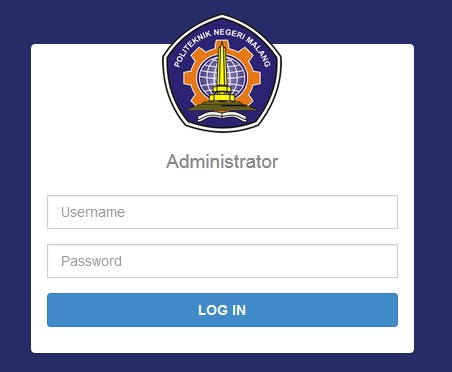 POLITEKNIK NEGERI MALANG
Administrator
Username
Password
LOG IN